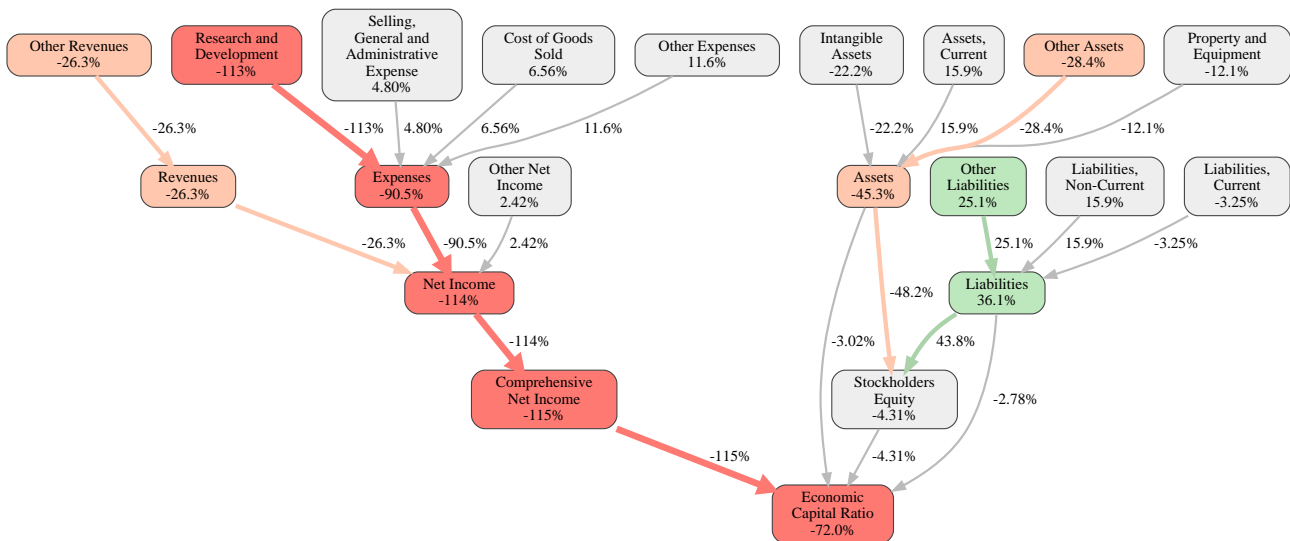 Other Revenues
-26.3%
Research and
Development
-113%
Selling,
General and
Administrative
Expense
4.80%
Cost of Goods
Sold
6.56%
Other Expenses
11.6%
Intangible
Assets
-22.2%
Assets,
Current
15.9%
Other Assets
-28.4%
Property and
Equipment
-12.1%
-26.3%
-113%
4.80%
6.56%
11.6%
-22.2%
15.9%
-28.4%
-12.1%
Revenues
-26.3%
Expenses
-90.5%
Other Net
Income
2.42%
Assets
-45.3%
Other
Liabilities
25.1%
Liabilities,
Non-Current
15.9%
Liabilities,
Current
-3.25%
-26.3%
-90.5%
2.42%
25.1%
15.9%
-3.25%
Net Income
-114%
-48.2%
Liabilities
36.1%
-114%
-3.02%
43.8%
Comprehensive
Net Income
-115%
Stockholders
Equity
-4.31%
-2.78%
-115%
-4.31%
Economic
Capital Ratio
-72.0%